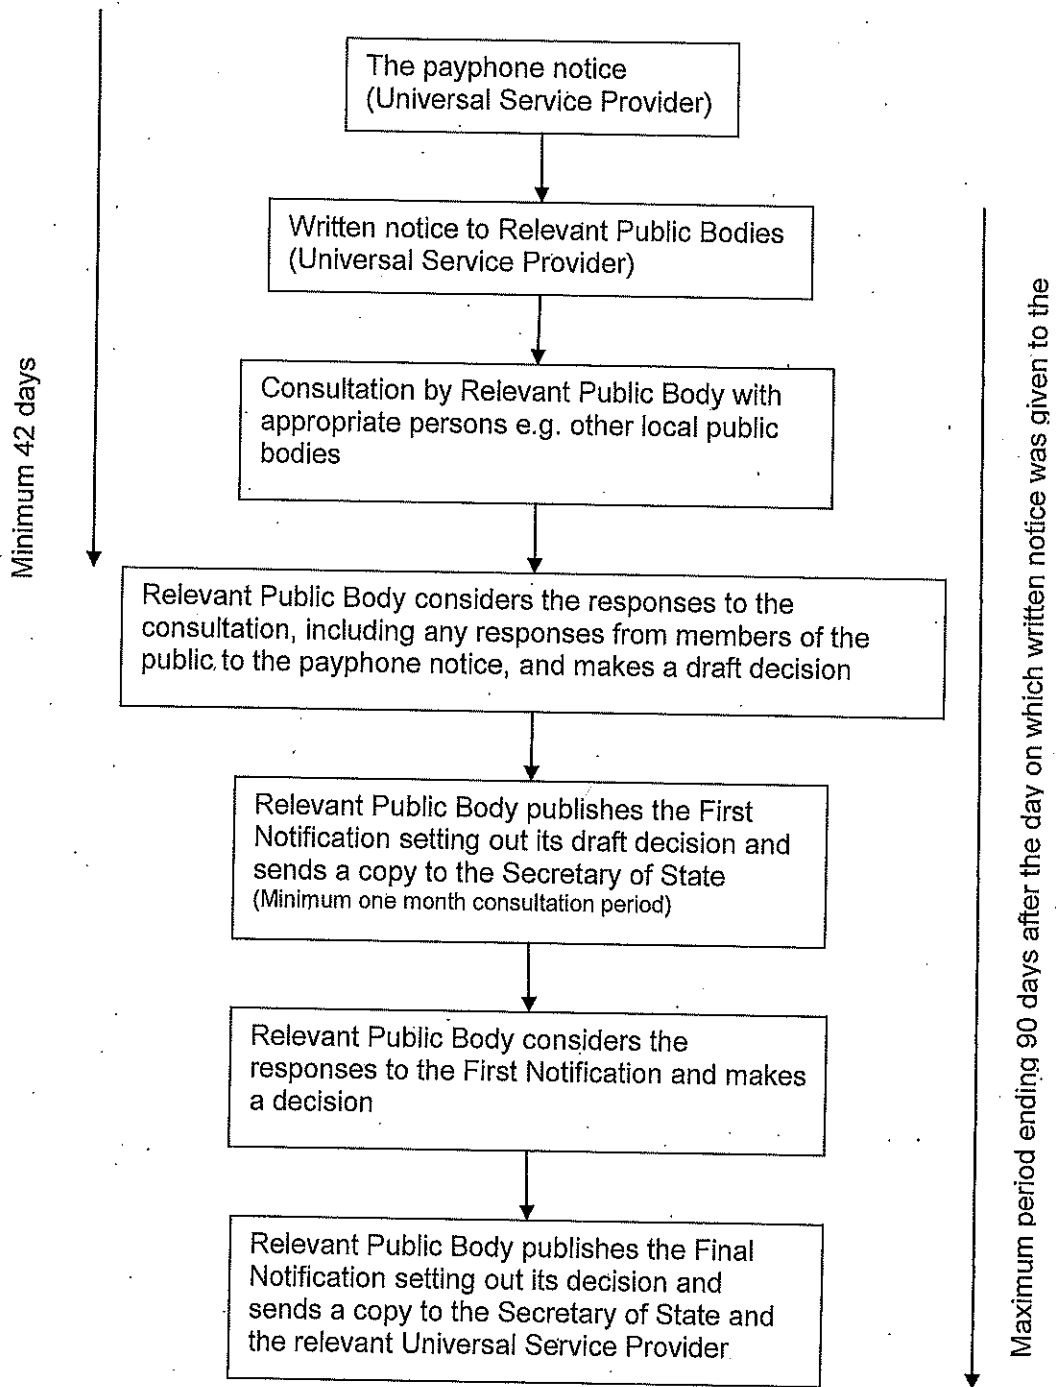 The payphone notice
(Universal Service Provider)
Written notice to Relevant Public Bodies
(Universal Service Provider)
Consultation by Relevant Public Body with
appropriate persons e.g. other local public
bodies
Minimum 42 days
Relevant Public Body considers the responses to the
consultation, including any responses from members of the
public to the payphone notice, and makes a draft decision
Relevant Public Body publishes the First
Notification setting out its draft decision and
sends a copy to the Secretary of State
(Minimum one month consultation period)
Relevant Public Body considers the
responses to the First Notification and makes
a decision
Relevant Public Body publishes the Final
Notification setting out its decision and
sends a copy to the Secretary of State and
the relevant Universal Service Provider
Maximum period ending 90 days after the day on which written notice was given to the